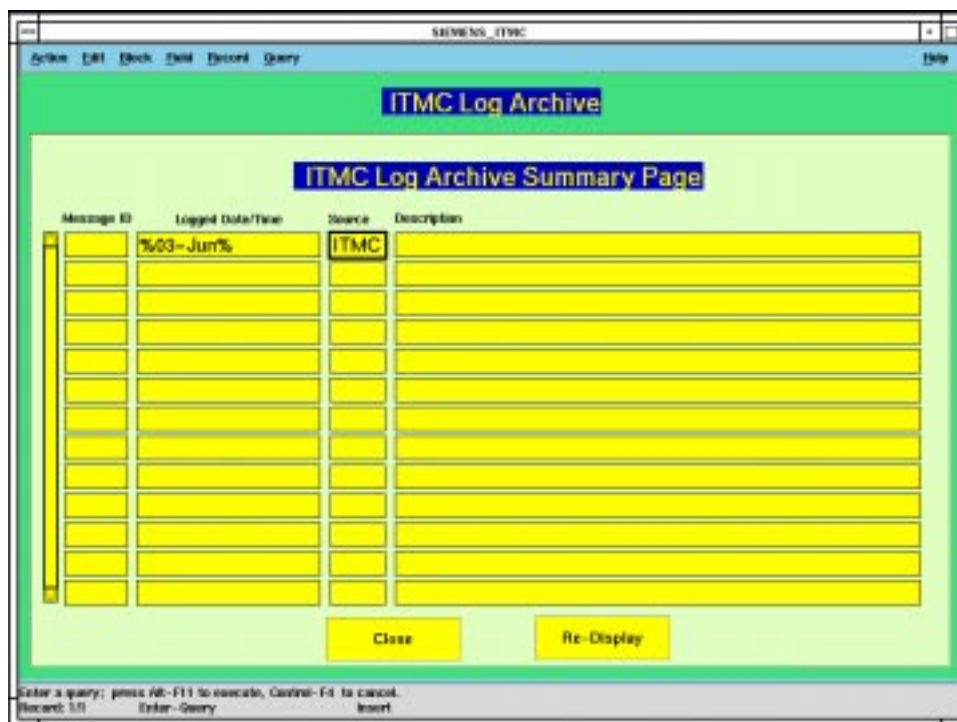 SIEMENS_ITMC
Action Edit Block Field Record Query Help
ITMC Log Archive
ITMC Log Archive Summary Page
Message ID Logged Date/Time Source Description
%03-Jun% ITMC
Close Re-Display
Enter a query; press Alt-F11 to execute, Control-F4 to cancel.
Record: 1/1 Enter-Query Insert